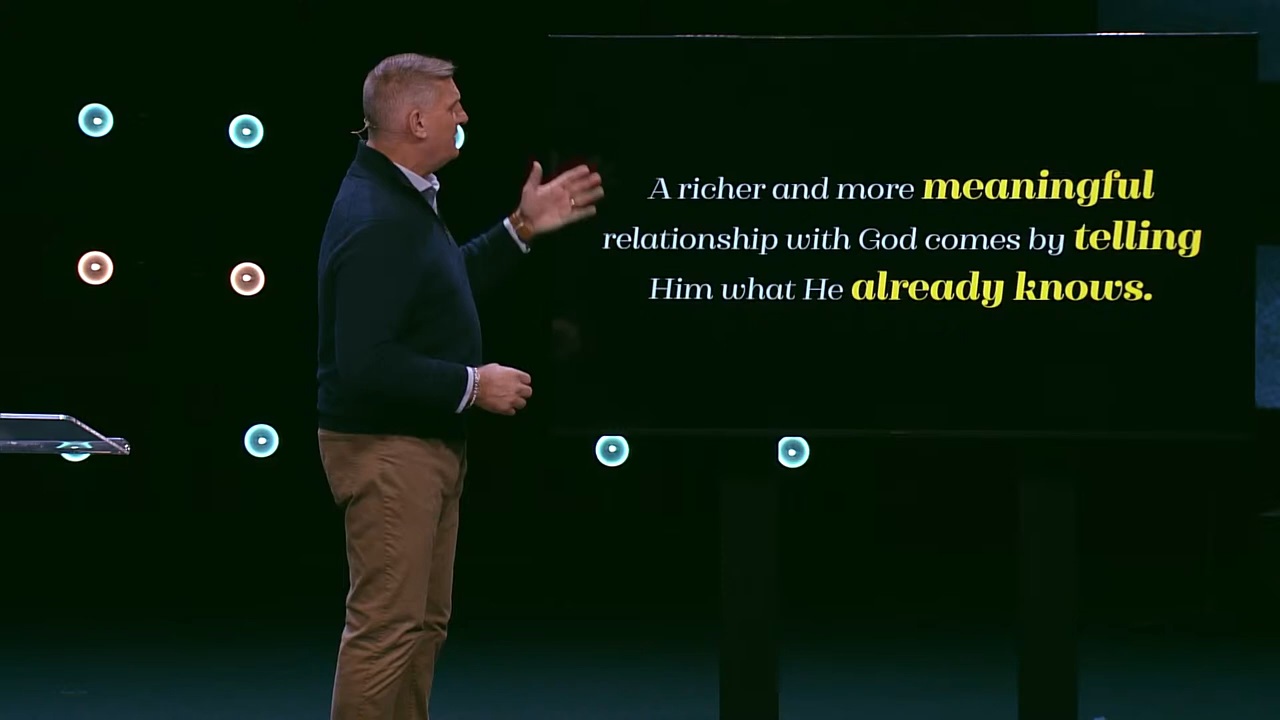 A richer and more meaningful
relationship with God comes by telling
Him what He already knows.